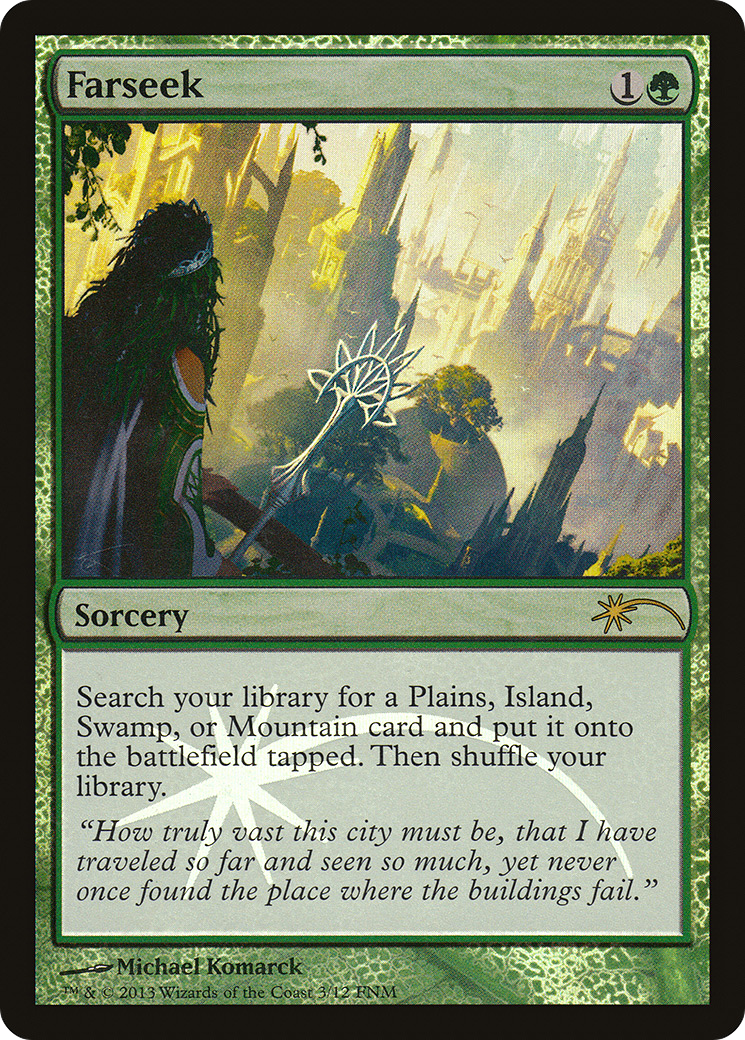 Farseek
1
Sorcery
Search your library for a Plains, Island,
Swamp, or Mountain card and put it onto
the battlefield tapped. Then shuffle your
library.
“How truly vast this city must be, that I have
traveled so far and seen so much, yet never
once found the place where the buildings fail.”
Michael Komarck
™ & © 2013 Wizards of the Coast 3/12 FNM